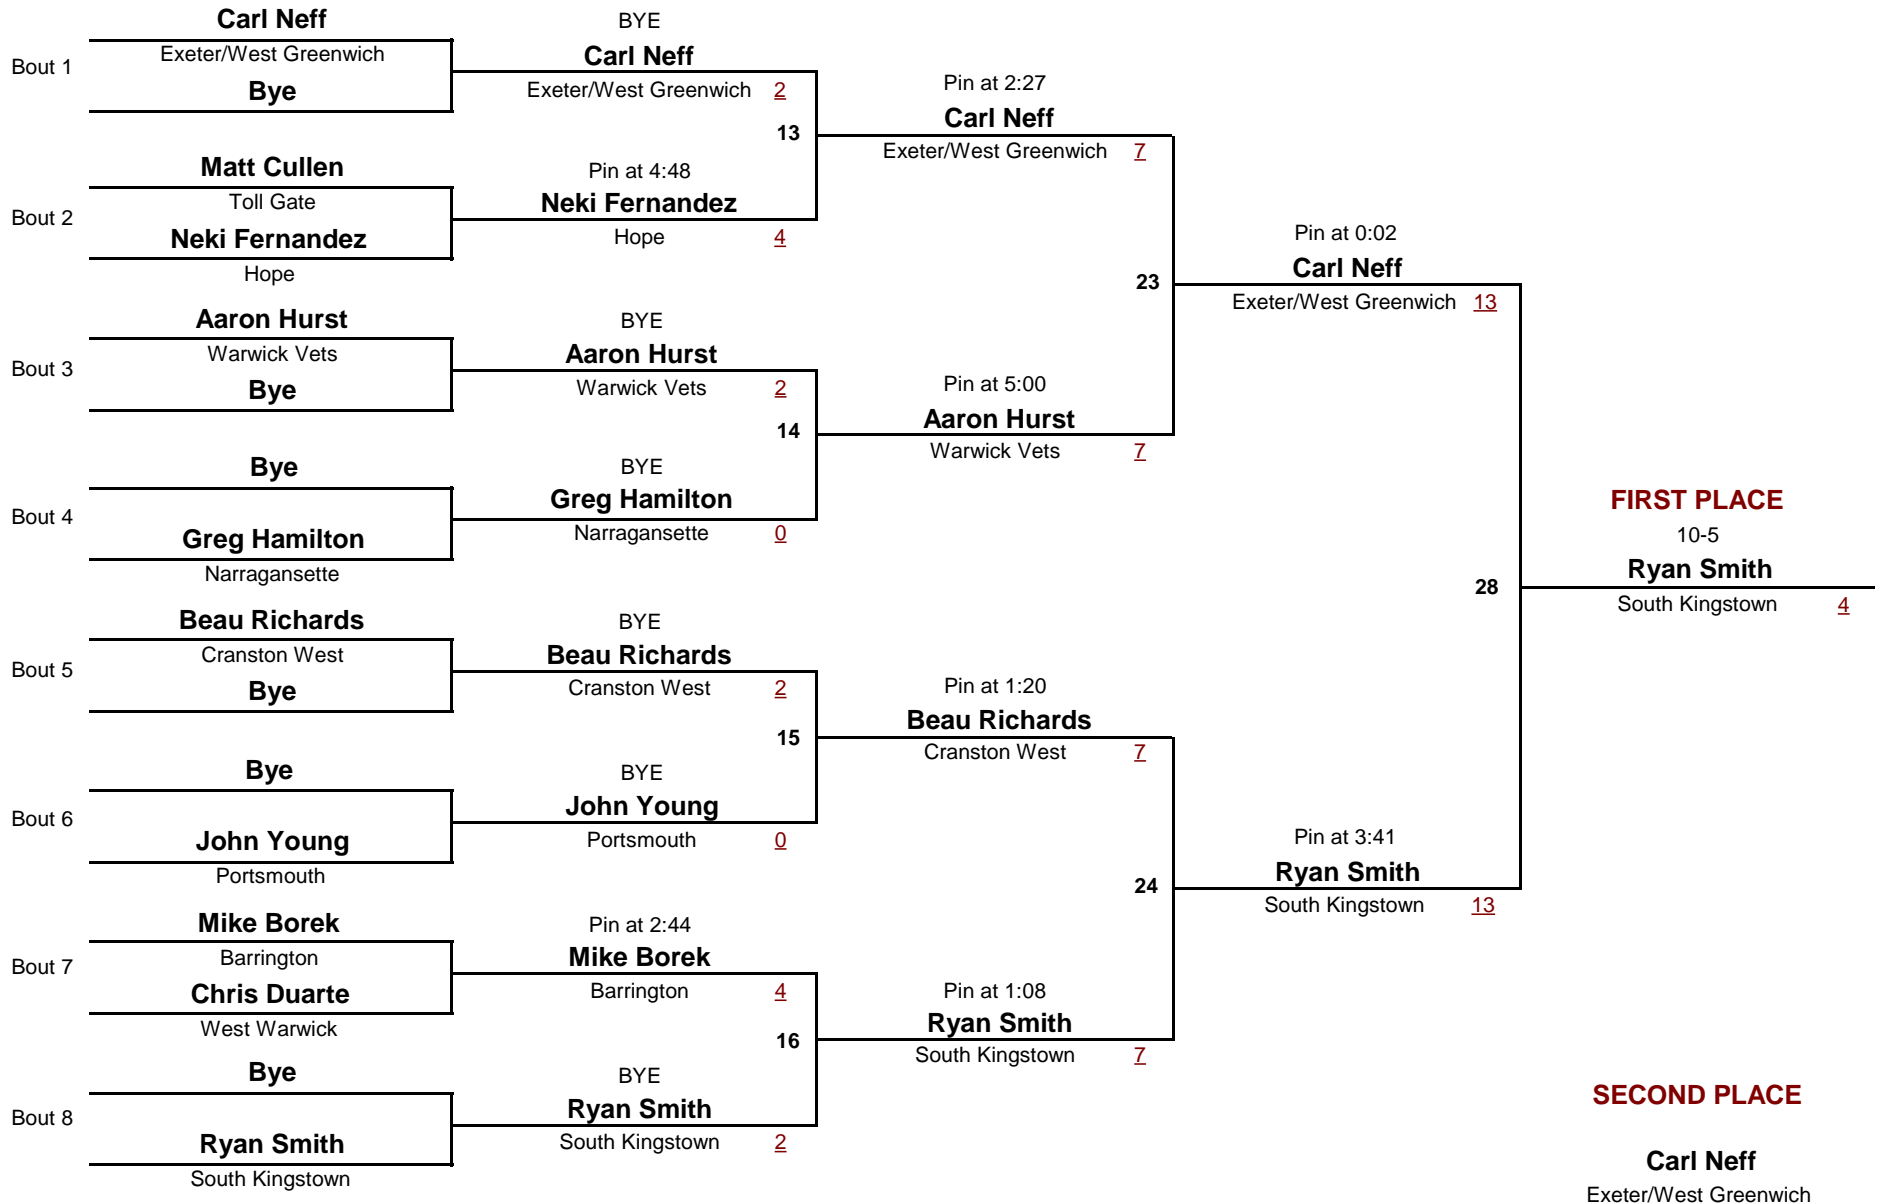 Carl Neff
Exeter/West Greenwich
Bout 1
Bye
Matt Cullen
Toll Gate
Bout 2
Neki Fernandez
Hope
Aaron Hurst
Warwick Vets
Bout 3
Bye
Bye
Bout 4
Greg Hamilton
Narragansette
Beau Richards
Cranston West
Bout 5
Bye
Bye
Bout 6
John Young
Portsmouth
Mike Borek
Barrington
Bout 7
Chris Duarte
West Warwick
Bye
Bout 8
Ryan Smith
South Kingstown
BYE
Carl Neff
Exeter/West Greenwich 2
13
Pin at 4:48
Neki Fernandez
Hope 4
BYE
Aaron Hurst
Warwick Vets 2
14
BYE
Greg Hamilton
Narragansette 0
BYE
Beau Richards
Cranston West 2
15
BYE
John Young
Portsmouth 0
Pin at 2:44
Mike Borek
Barrington 4
16
BYE
Ryan Smith
South Kingstown 2
Pin at 2:27
Carl Neff
Exeter/West Greenwich 7
23
Pin at 5:00
Aaron Hurst
Warwick Vets 7
Pin at 1:20
Beau Richards
Cranston West 7
24
Pin at 1:08
Ryan Smith
South Kingstown 7
Pin at 0:02
Carl Neff
Exeter/West Greenwich 13
28
Pin at 3:41
Ryan Smith
South Kingstown 13
FIRST PLACE
10-5
Ryan Smith
South Kingstown 4
SECOND PLACE
Carl Neff
Exeter/West Greenwich